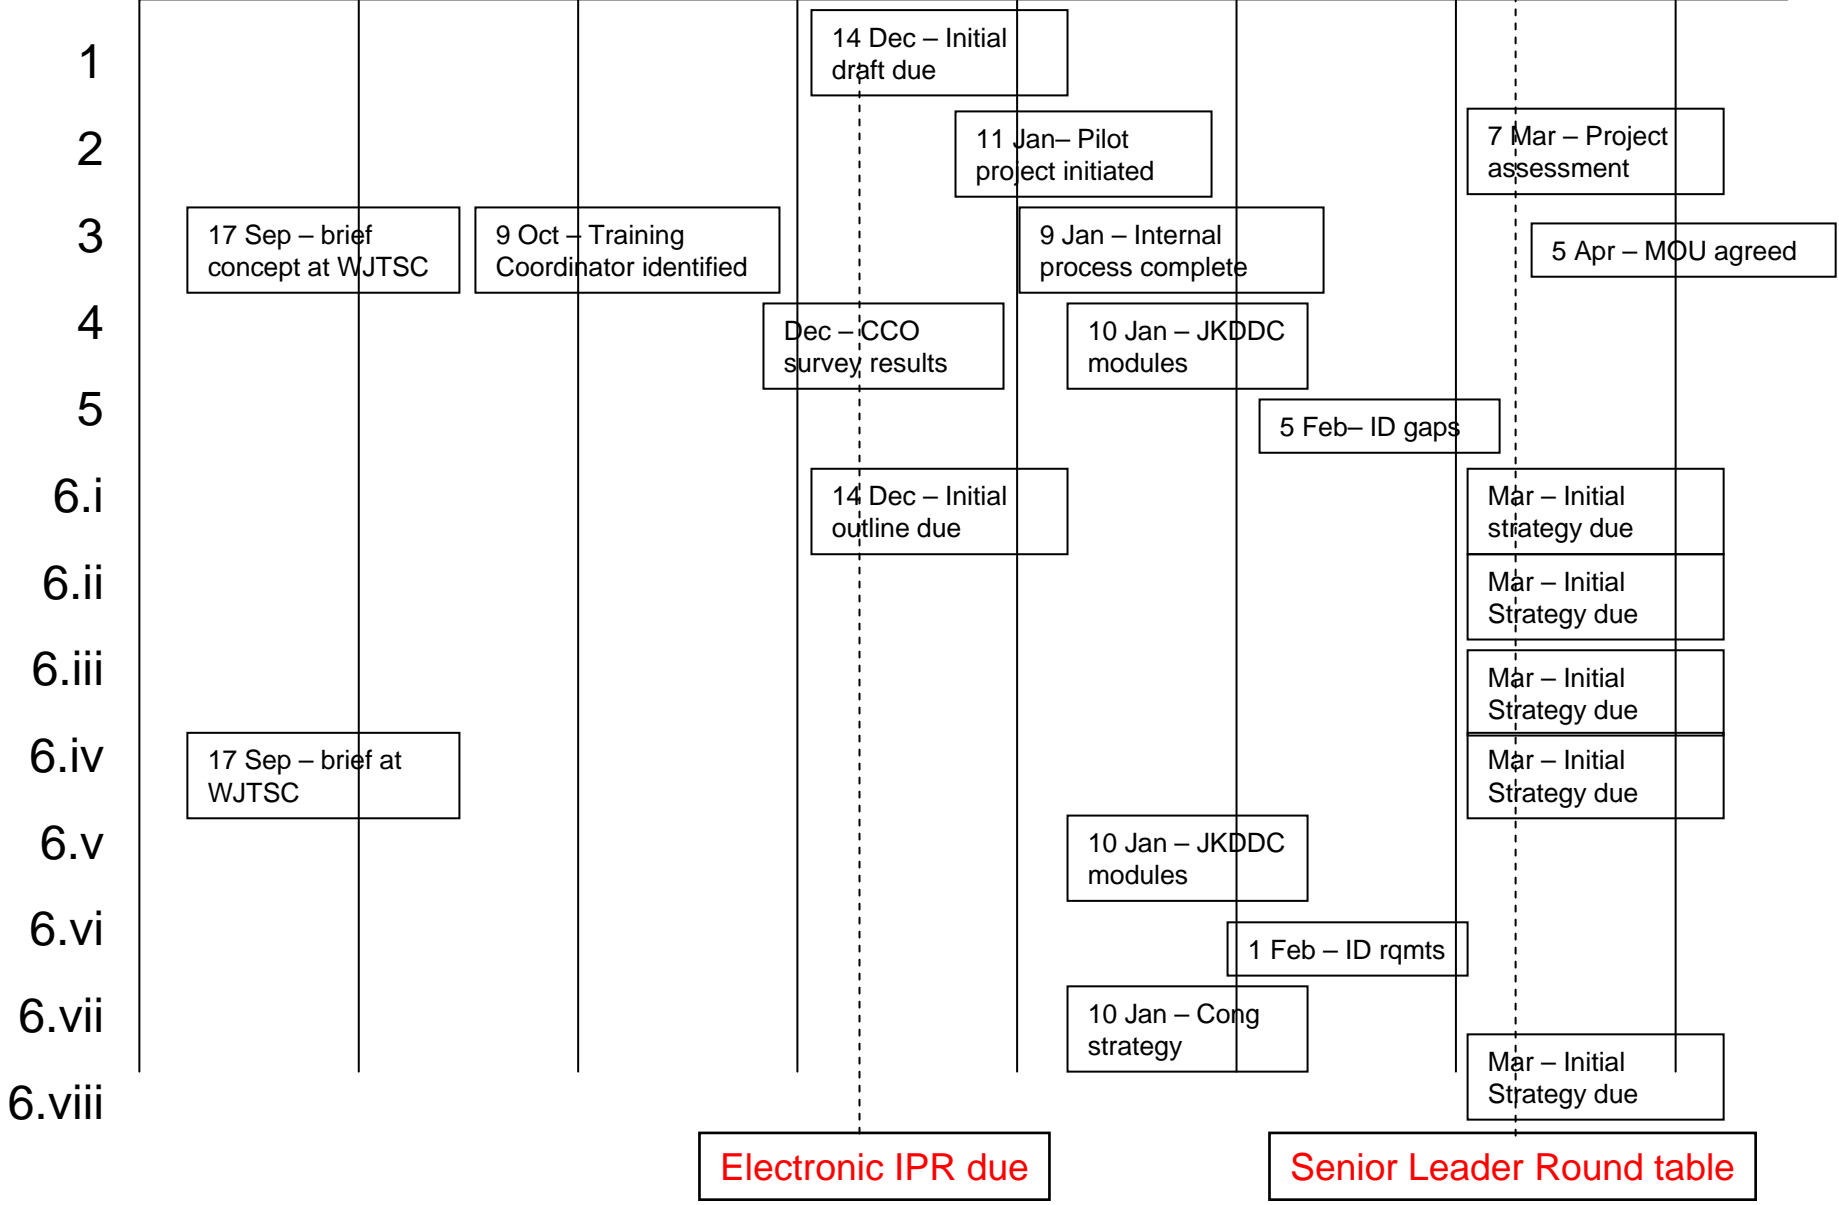 1
14 Dec – Initial
draft due
2
11 Jan– Pilot
project initiated
7 Mar – Project
assessment
3
17 Sep – brief
concept at WJTSC
9 Oct – Training
Coordinator identified
9 Jan – Internal
process complete
5 Apr – MOU agreed
4
Dec – CCO
survey results
10 Jan – JKDDC
modules
5
5 Feb– ID gaps
6.i
14 Dec – Initial
outline due
Mar – Initial
strategy due
6.ii
Mar – Initial
Strategy due
6.iii
Mar – Initial
Strategy due
6.iv
17 Sep – brief at
WJTSC
Mar – Initial
Strategy due
6.v
10 Jan – JKDDC
modules
6.vi
1 Feb – ID rqmts
6.vii
10 Jan – Cong
strategy
6.viii
Mar – Initial
Strategy due
Electronic IPR due
Senior Leader Round table